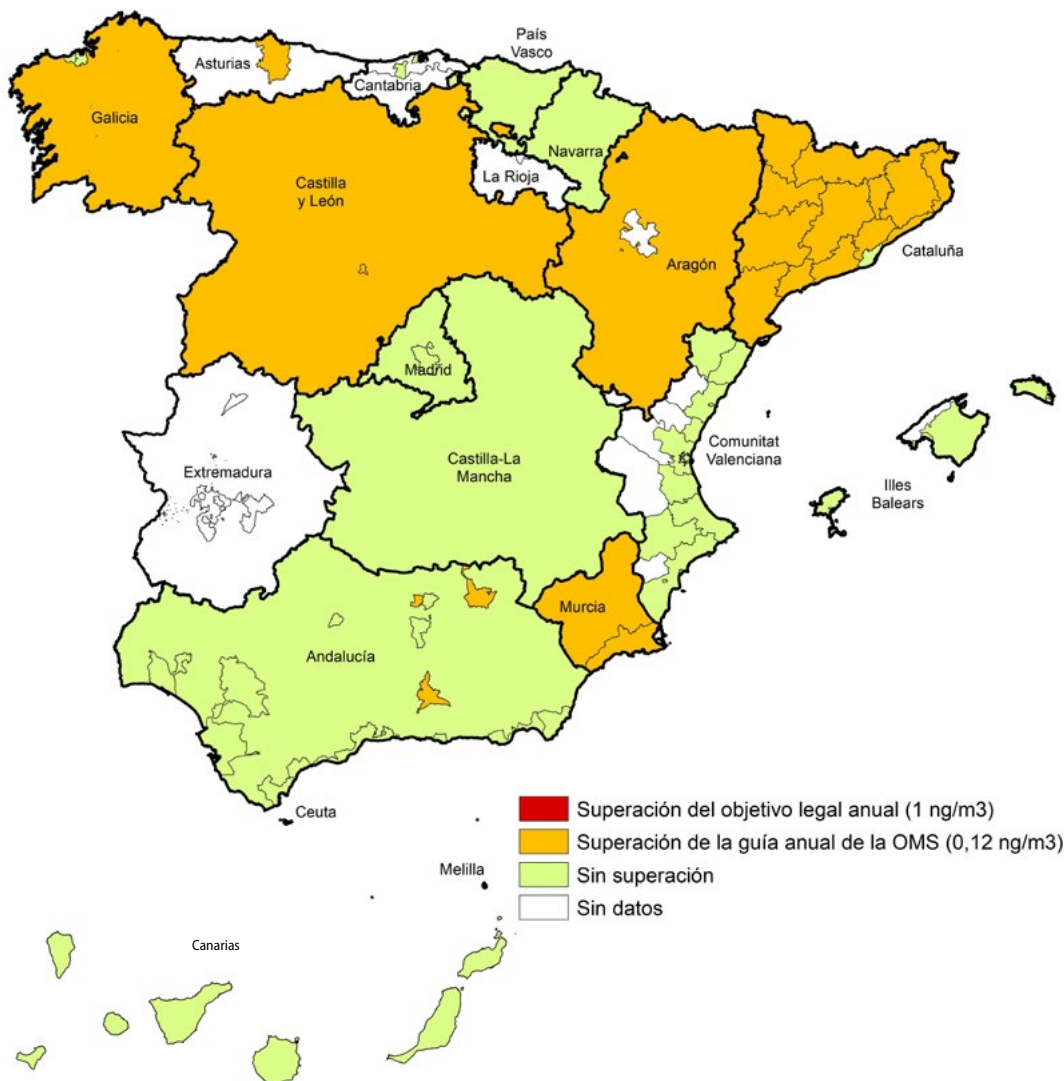 País
Vasco
Asturias
Cantabria
Galicia
Navarra
La Rioja
Castilla
y León
Cataluña
Aragón
Madrid
Comunitat
Valenciana
Castilla-La
Mancha
Extremadura
Illes
Balears
Murcia
Andalucía
Ceuta
Superación del objetivo legal anual (1 ng/m3)
Superación de la guía anual de la OMS (0,12 ng/m3)
Melilla
Sin superación
Sin datos
Canarias